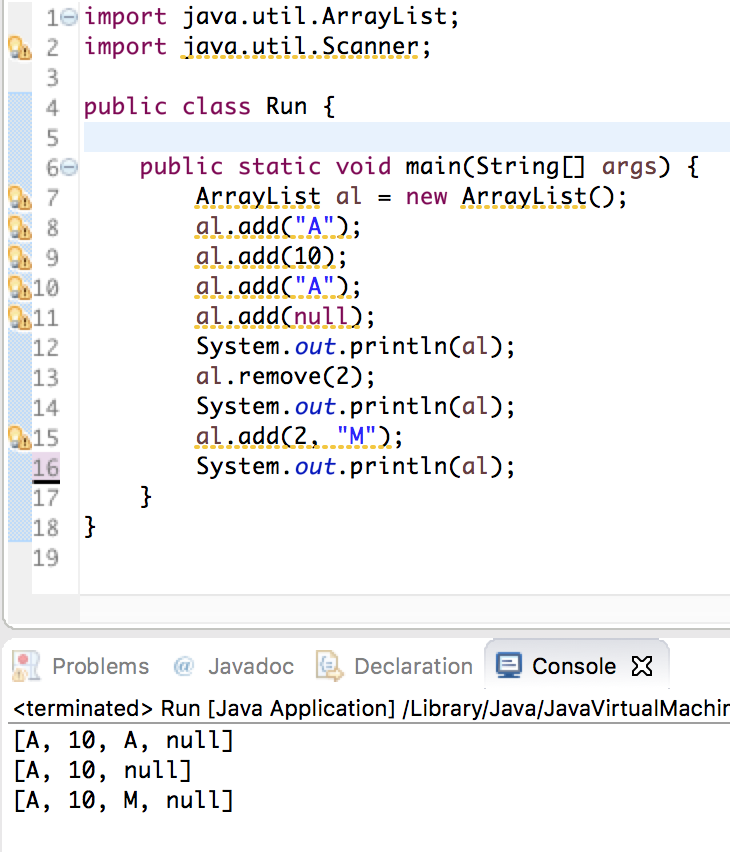 1 import java.util.ArrayList;
2 import java.util.Scanner;
3
4 public class Run {
5
6 public static void main(String[] args) {
7 ArrayList al = new ArrayList();
8 al.add("A");
9 al.add(10);
10 al.add("A");
11 al.add(null);
12 System.out.println(al);
13 al.remove(2);
14 System.out.println(al);
15 al.add(2, "M");
16 System.out.println(al);
17 }
18 }
19
Problems @ Javadoc Declaration Console
<terminated> Run [Java Application] /Library/Java/JavaVirtualMachin
[A, 10, A, null]
[A, 10, null]
[A, 10, M, null]